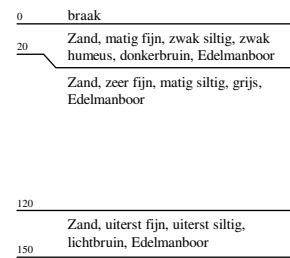 0 braak
Zand, matig fijn, zwak siltig, zwak
20 humeus, donkerbruin, Edelmanboor
Zand, zeer fijn, matig siltig, grijs,
Edelmanboor
120
Zand, uiterst fijn, uiterst siltig,
lichtbruin, Edelmanboor
150